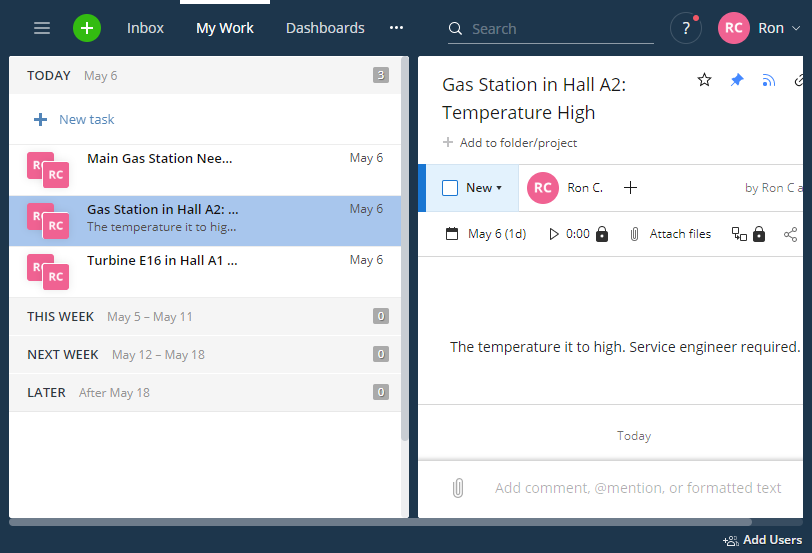 Inbox My Work Dashboards ••• Search ? RC Ron
TODAY May 6 3
New task
RC Main Gas Station Nee... May 6
RC
RC Gas Station in Hall A2: ... May 6
RC The temperature it to hig...
RC Turbine E16 in Hall A1 ... May 6
RC
THIS WEEK May 5 – May 11 0
NEXT WEEK May 12 – May 18 0
LATER After May 18 0
Gas Station in Hall A2:
Temperature High
Add to folder/project
New RC Ron C. by Ron C a
May 6 (1d) 0:00 Attach files
The temperature it to high. Service engineer required.
Today
Add comment, @mention, or formatted text
Add Users